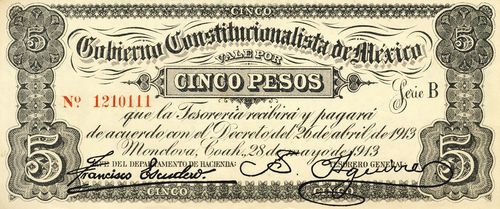 CINCO
5 Gobierno Constitucionalista de México 5
VALE POR
CINCO PESOS
Nº 1210111 Serie B
que la Tesorería recibirá y pagará
de acuerdo con el Decreto del 26 de abril de 1913
Monclova, Coah., 28 de mayo de 1913
5 JEFE DEL DEPARTAMENTO DE HACIENDA: TESORERO GENERAL 5
Francisco Escudero S. Aguirre
CINCO CINCO